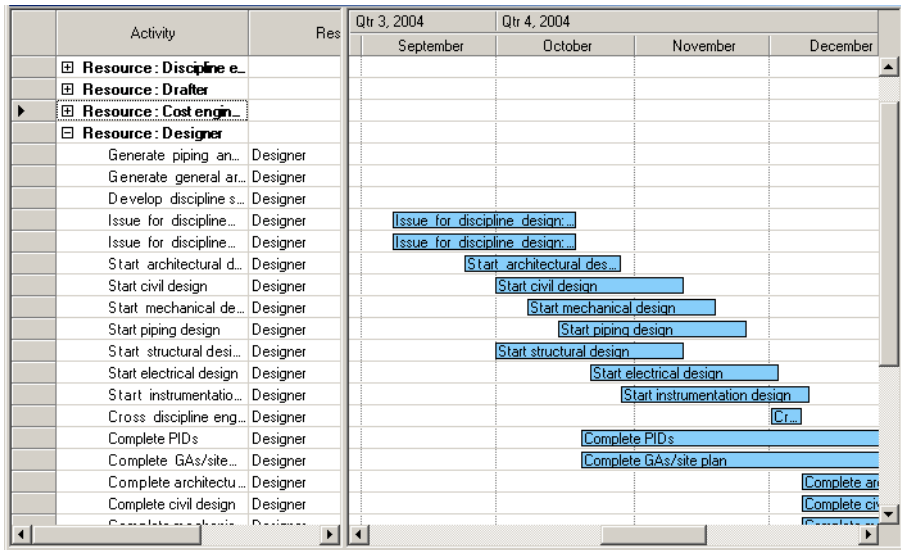 Activity Res Qtr 3, 2004 Qtr 4, 2004
September October November December
Resource : Discipline e...
Resource : Drafter
Resource : Cost engin...
Resource : Designer
Generate piping an... Designer
Generate general ar... Designer
Develop discipline s... Designer
Issue for discipline... Designer Issue for discipline design:...
Issue for discipline... Designer Issue for discipline design:...
Start architectural d... Designer Start architectural des...
Start civil design Designer Start civil design
Start mechanical de... Designer Start mechanical design
Start piping design Designer Start piping design
Start structural desi... Designer Start structural design
Start electrical design Designer Start electrical design
Start instrumentatio... Designer Start instrumentation design
Cross discipline eng... Designer Cr...
Complete PIDs Designer Complete PIDs
Complete GAs/site... Designer Complete GAs/site plan
Complete architectu... Designer Complete arc
Complete civil design Designer Complete civ
Complete mechanic... Designer Complete m